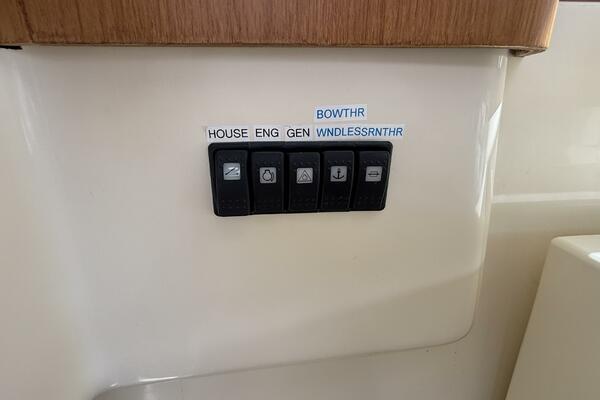 BOWTHR
HOUSE ENG GEN WNDLESSRNTHR